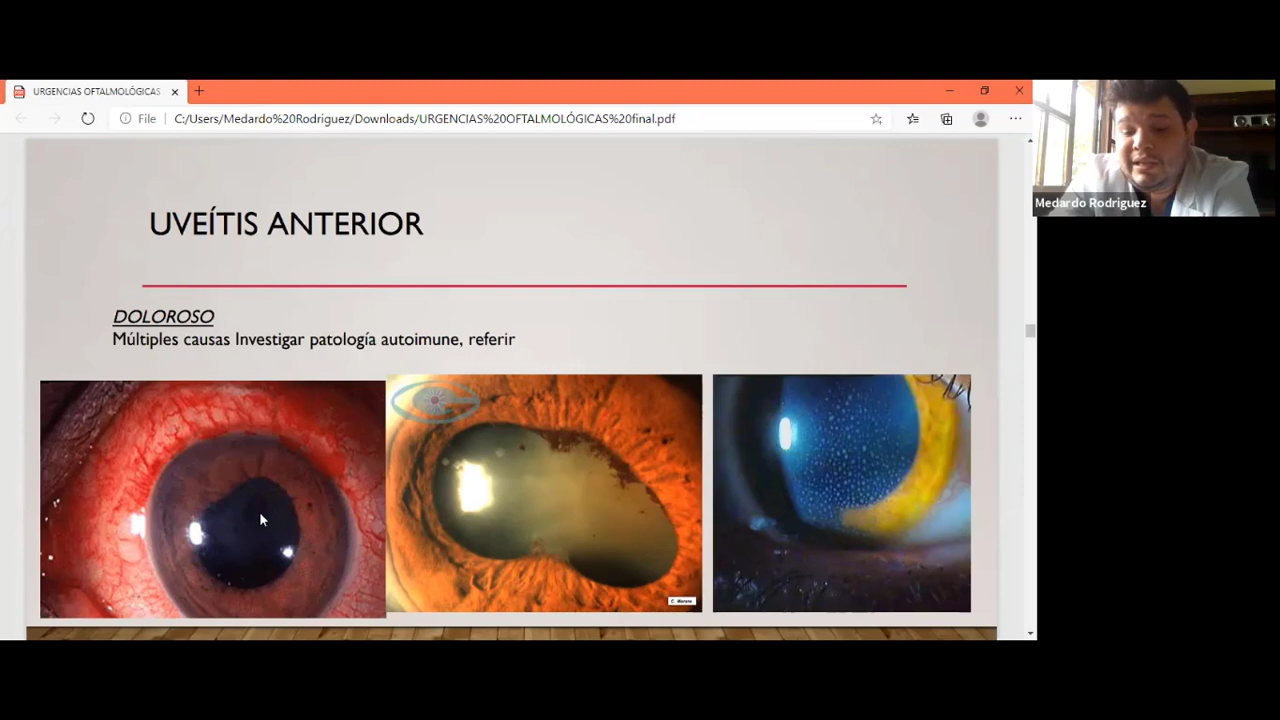 URGENCIAS OFTALMOLÓGICAS
File
C:/Users/Medardo%20Rodriguez/Downloads/URGENCIAS%20OFTALMOLÓGICAS%20final.pdf
Medardo Rodriguez
UVEÍTIS ANTERIOR
DOLOROSO
Múltiples causas Investigar patología autoimune, referir